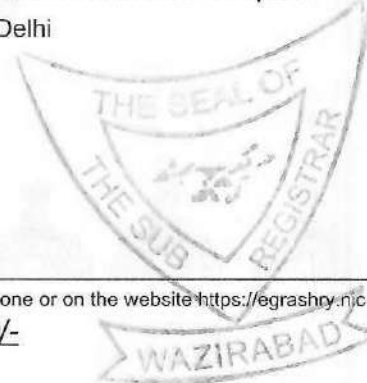 Delhi
THE SEAL OF
THE SUB REGISTRAR
one or on the website https://egrashry.nic
/-
WAZIRABAD